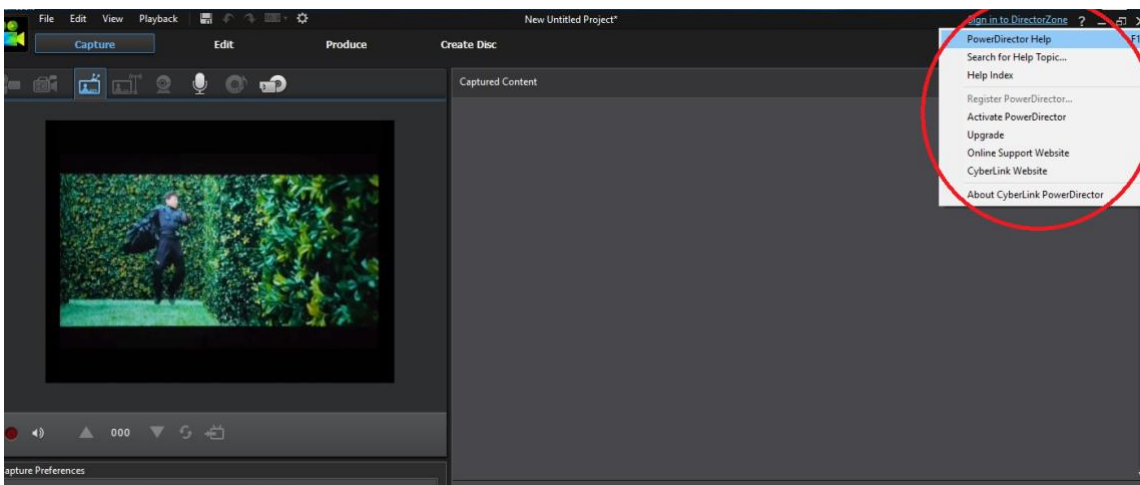 File Edit View Playback New Untitled Project* Sign in to DirectorZone ?
Capture Edit Produce Create Disc
PowerDirector Help F1
Search for Help Topic...
Help Index
Register PowerDirector...
Activate PowerDirector
Upgrade
Online Support Website
CyberLink Website
About CyberLink PowerDirector
Captured Content
000
apture Preferences